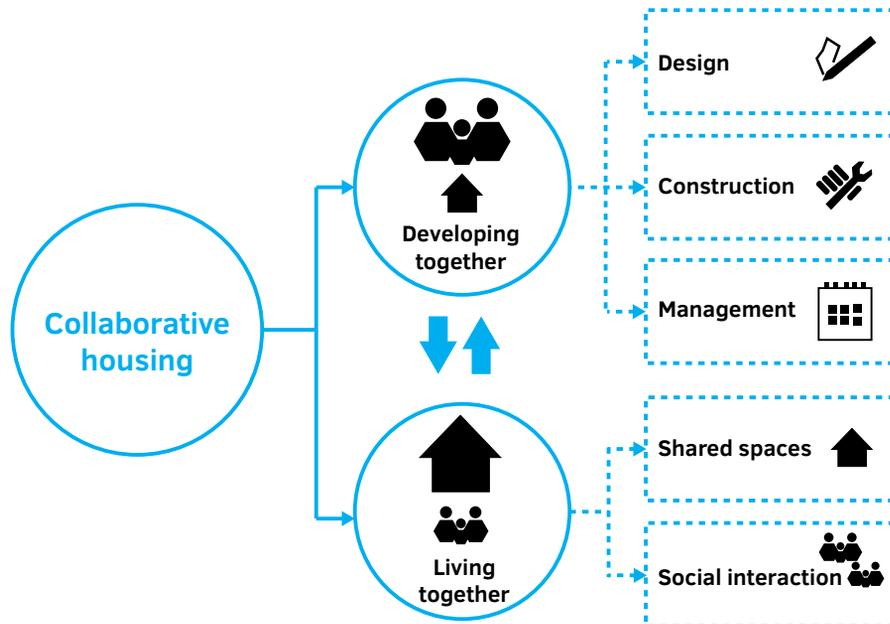 Collaborative
housing
Developing
together
Living
together
Design
Construction
Management
Shared spaces
Social interaction